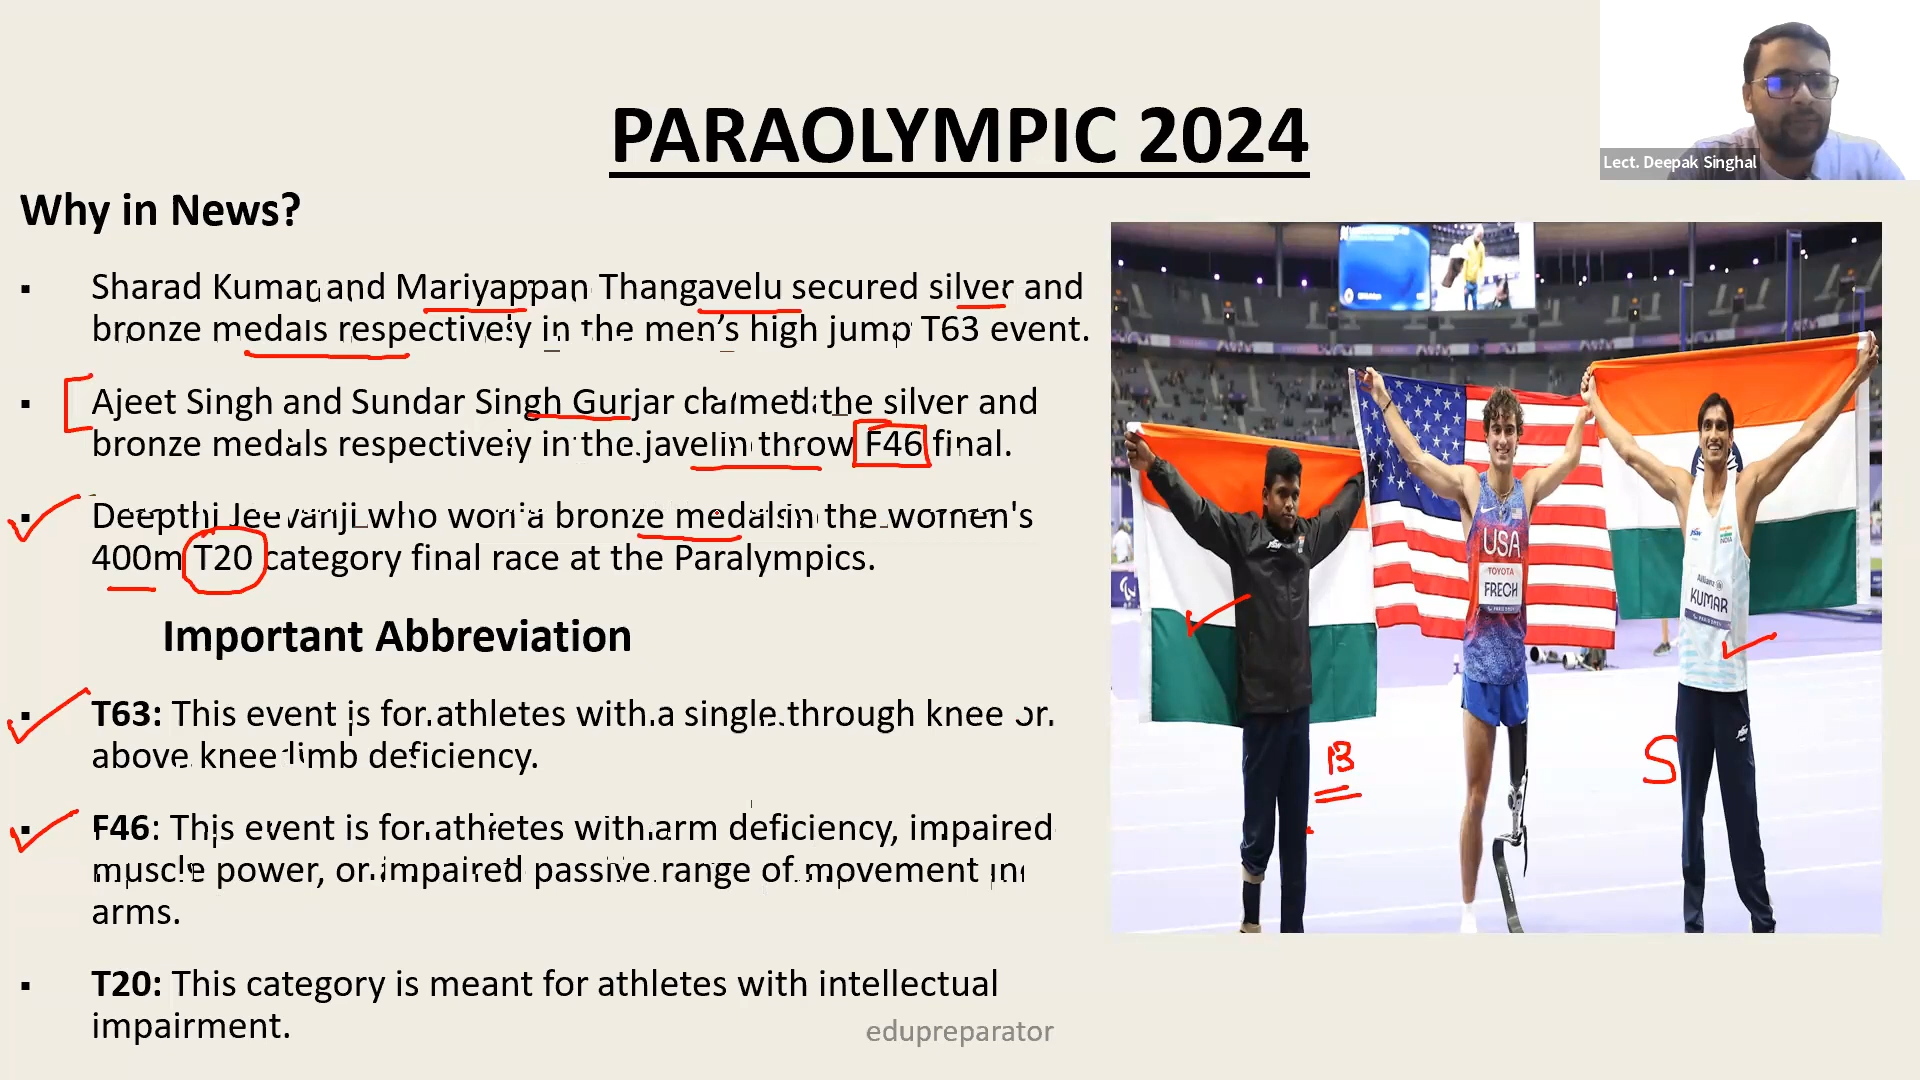 PARAOLYMPIC 2024
Lect. Deepak Singhal
Why in News?
▪ Sharad Kumar and Mariyappan Thangavelu secured silver and
bronze medals respectively in the men's high jump T63 event.
▪ Ajeet Singh and Sundar Singh Gurjar claimed the silver and
bronze medals respectively in the javelin throw F46 final.
▪ Deepthi Jeevanji who won a bronze medal in the women's
400m T20 category final race at the Paralympics.
Important Abbreviation
▪ T63: This event is for athletes with a single through knee or
above knee limb deficiency.
▪ F46: This event is for athletes with arm deficiency, impaired
muscle power, or impaired passive range of movement in
arms.
▪ T20: This category is meant for athletes with intellectual
impairment.
USA
TOYOTA
FRECH
INDIA
Allianz
KUMAR
B
S
edupreparator